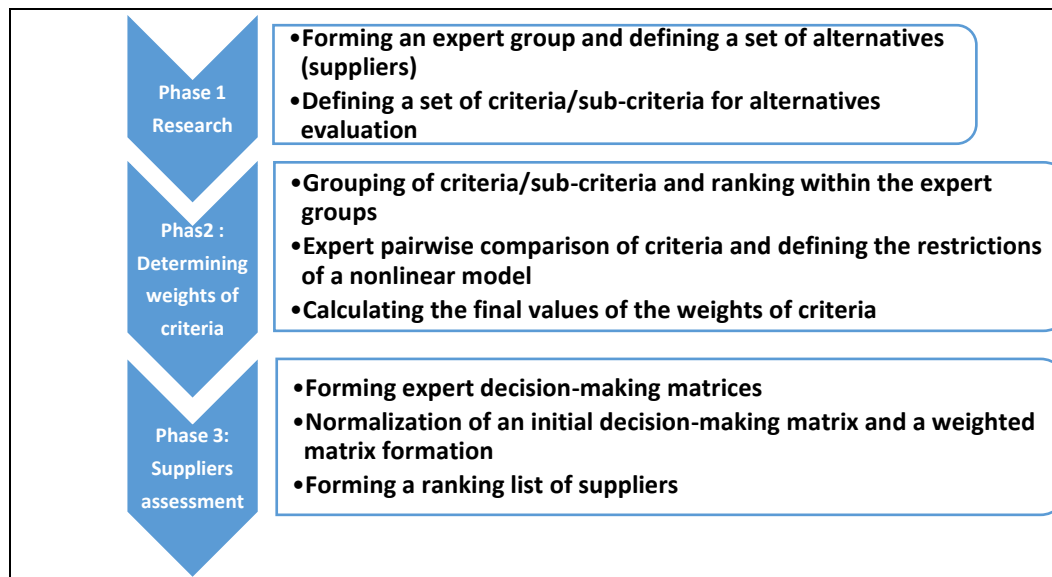 Phase 1
Research
•Forming an expert group and defining a set of alternatives
(suppliers)
•Defining a set of criteria/sub-criteria for alternatives
evaluation
Phas2 :
Determining
weights of
criteria
•Grouping of criteria/sub-criteria and ranking within the expert
groups
•Expert pairwise comparison of criteria and defining the restrictions
of a nonlinear model
•Calculating the final values of the weights of criteria
Phase 3:
Suppliers
assessment
•Forming expert decision-making matrices
•Normalization of an initial decision-making matrix and a weighted
matrix formation
•Forming a ranking list of suppliers